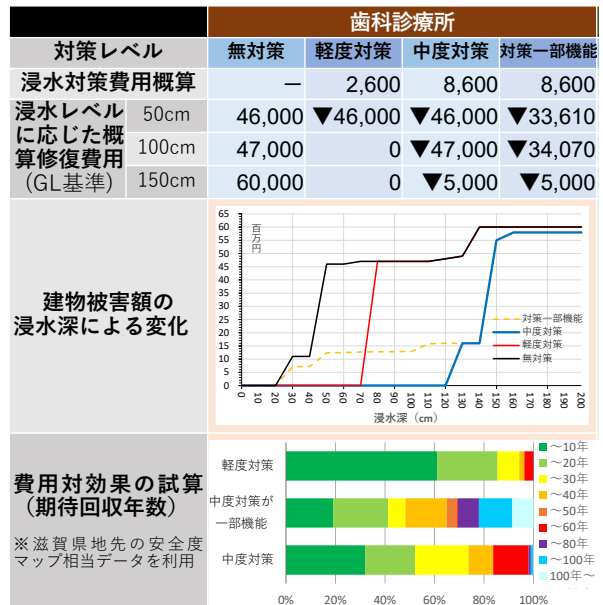 歯科診療所
対策レベル 無対策 軽度対策 中度対策 対策一部機能
浸水対策費用概算 ― 2,600 8,600 8,600
浸水レベルに応じた概算修復費用(GL基準)
50cm 46,000 ▼46,000 ▼46,000 ▼33,610
100cm 47,000 0 ▼47,000 ▼34,070
150cm 60,000 0 ▼5,000 ▼5,000
建物被害額の
浸水深による変化
百万円
65
60
55
50
45
40
35
30
25
20
15
10
5
0
対策一部機能
中度対策
軽度対策
無対策
0 10 20 30 40 50 60 70 80 90 100 110 120 130 140 150 160 170 180 190 200
浸水深（cm）
費用対効果の試算
（期待回収年数）
※滋賀県地先の安全度
マップ相当データを利用
軽度対策
中度対策が
一部機能
中度対策
0% 20% 40% 60% 80% 100%
～10年
～20年
～30年
～40年
～50年
～60年
～80年
～100年
100年～